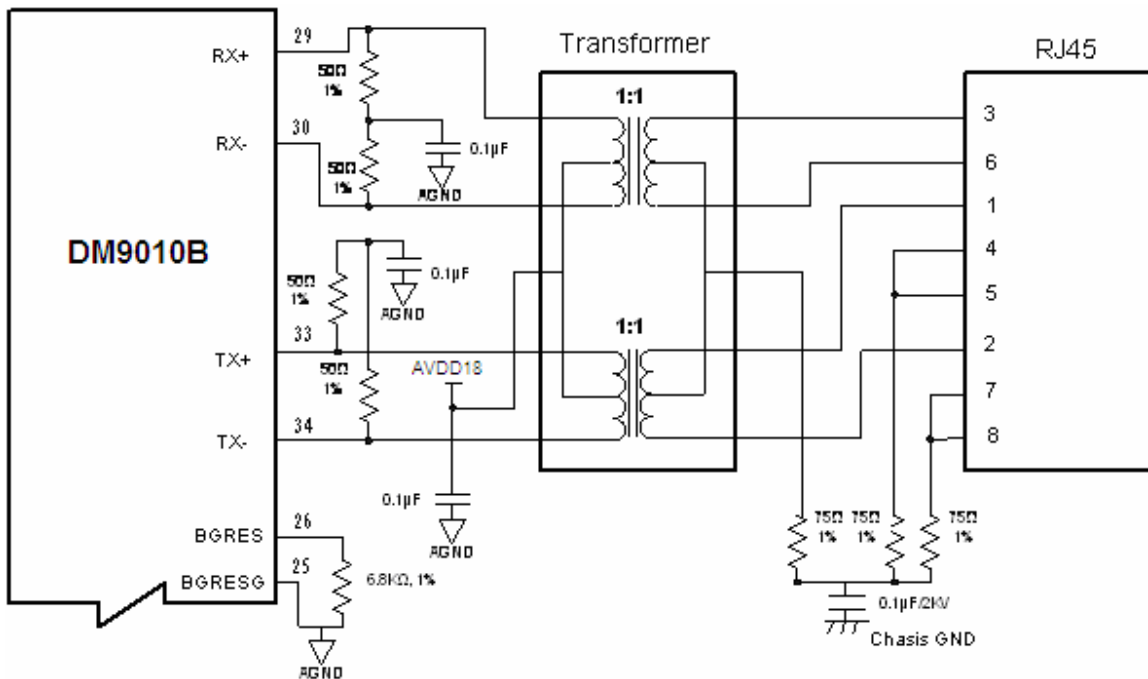 Transformer
RJ45
29
RX+
50Ω
1%
1:1
3
30
RX-
0.1µF
6
50Ω
1%
AGND
1
DM9010B
4
0.1µF
50Ω
1%
5
AGND
33
1:1
2
TX+
50Ω
1%
AVDD18
7
34
TX-
8
0.1µF
75Ω
1%
75Ω
1%
75Ω
1%
26
BGRES
AGND
25
6.8KΩ, 1%
BGRESG
0.1µF/2KV
Chasis GND
AGND